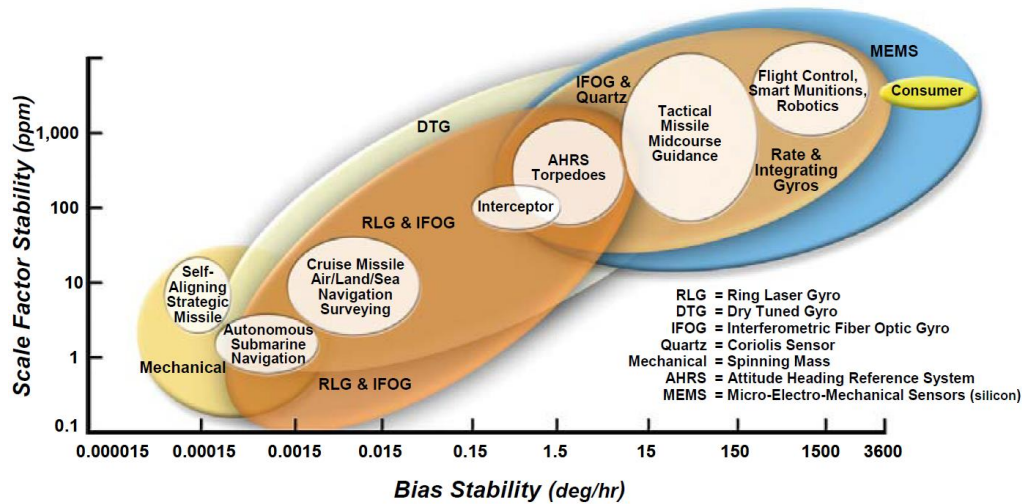 Scale Factor Stability (ppm)
1,000
100
10
1
0.1
0.000015
0.00015
0.0015
0.015
0.15
1.5
15
150
1500
3600
Bias Stability (deg/hr)
MEMS
Consumer
Flight Control,
Smart Munitions,
Robotics
IFOG &
Quartz
Tactical
Missile
Midcourse
Guidance
Rate &
Integrating
Gyros
DTG
AHRS
Torpedoes
Interceptor
RLG & IFOG
Cruise Missile
Air/Land/Sea
Navigation
Surveying
Self-
Aligning
Strategic
Missile
Autonomous
Submarine
Navigation
Mechanical
RLG & IFOG
RLG = Ring Laser Gyro
DTG = Dry Tuned Gyro
IFOG = Interferometric Fiber Optic Gyro
Quartz = Coriolis Sensor
Mechanical = Spinning Mass
AHRS = Attitude Heading Reference System
MEMS = Micro-Electro-Mechanical Sensors (silicon)